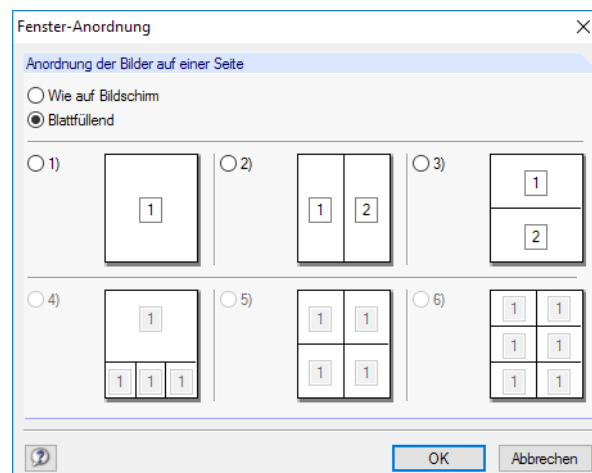 Fenster-Anordnung
Anordnung der Bilder auf einer Seite
Wie auf Bildschirm
Blattfüllend
1)
1
2)
1 2
3)
1
2
4)
1
1 1 1
5)
1 1
1 1
6)
1 1
1 1
1 1
OK
Abbrechen